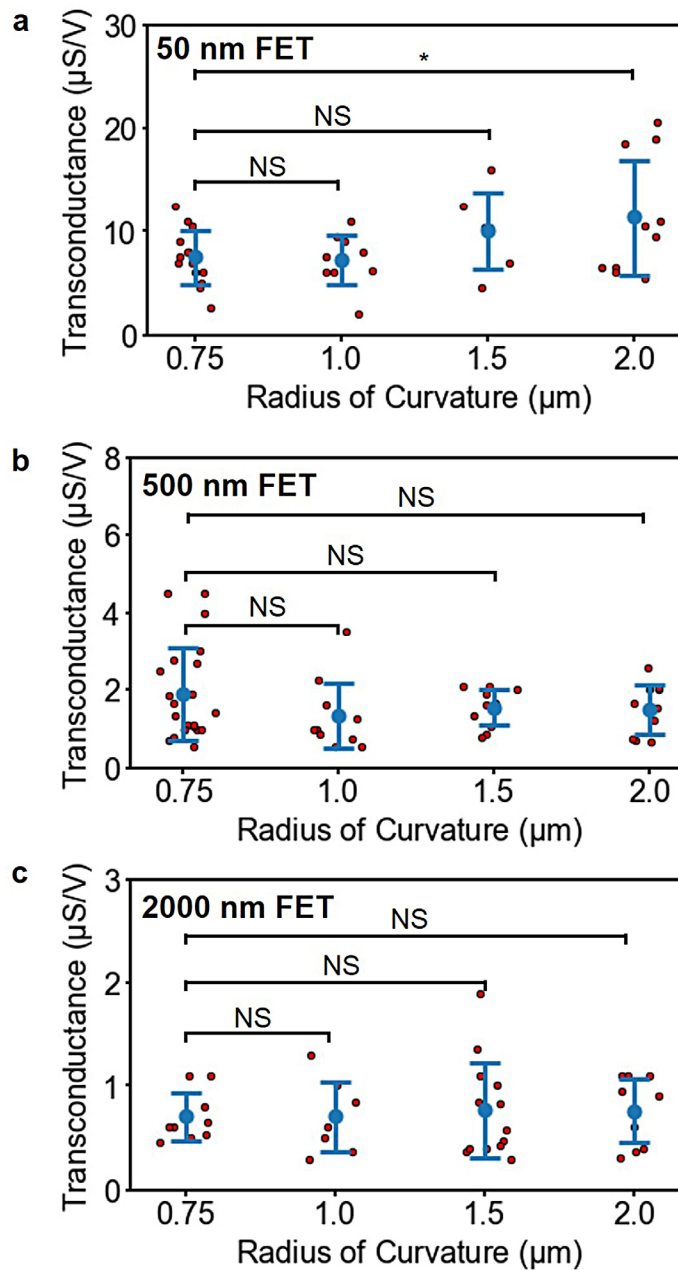 a
50 nm FET
Transconductance (µS/V)
30
20
10
0
*
NS
NS
0.75 1.0 1.5 2.0
Radius of Curvature (µm)
b
500 nm FET
Transconductance (µS/V)
8
6
4
2
0
NS
NS
NS
0.75 1.0 1.5 2.0
Radius of Curvature (µm)
c
2000 nm FET
Transconductance (µS/V)
3
2
1
0
NS
NS
NS
0.75 1.0 1.5 2.0
Radius of Curvature (µm)